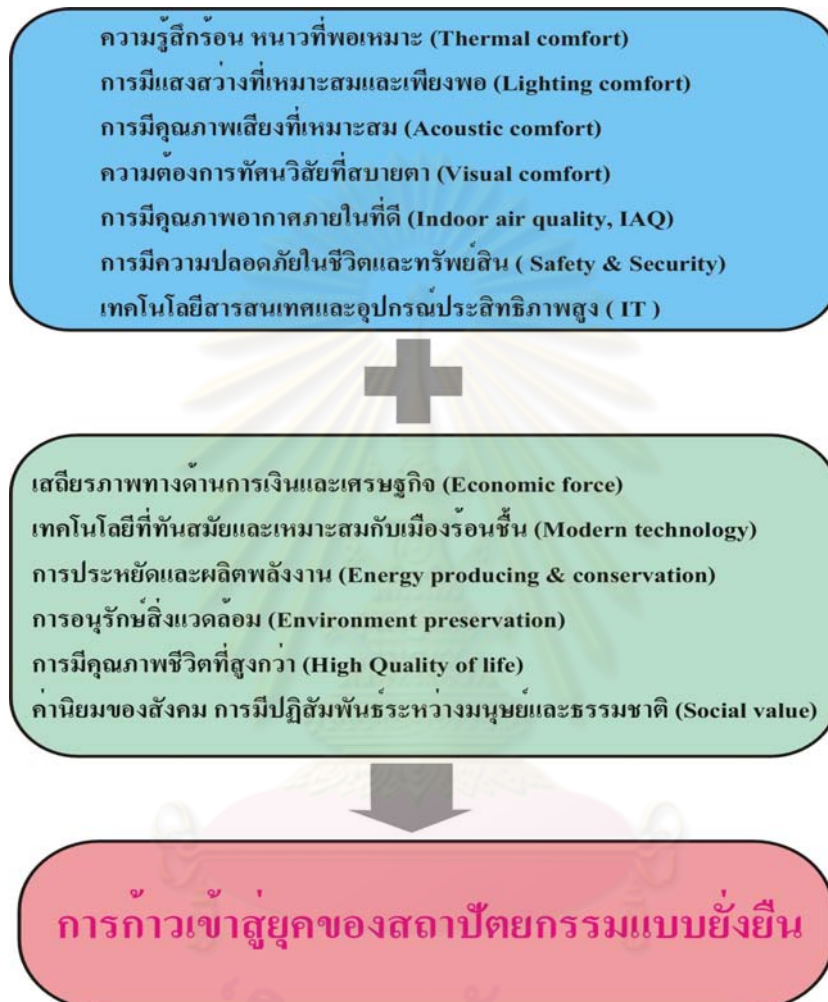 ความรู้สึกร้อน หนาวที่พอเหมาะ (Thermal comfort)
การมีแสงสว่างที่เหมาะสมและเพียงพอ (Lighting comfort)
การมีคุณภาพเสียงที่เหมาะสม (Acoustic comfort)
ความต้องการทัศนวิสัยที่สบายตา (Visual comfort)
การมีคุณภาพอากาศภายในที่ดี (Indoor air quality, IAQ)
การมีความปลอดภัยในชีวิตและทรัพย์สิน ( Safety & Security)
เทคโนโลยีสารสนเทศและอุปกรณ์ประสิทธิภาพสูง ( IT )
เสถียรภาพทางด้านการเงินและเศรษฐกิจ (Economic force)
เทคโนโลยีที่ทันสมัยและเหมาะสมกับเมืองร้อนชื้น (Modern technology)
การประหยัดและผลิตพลังงาน (Energy producing & conservation)
การอนุรักษ์สิ่งแวดล้อม (Environment preservation)
การมีคุณภาพชีวิตที่สูงกว่า (High Quality of life)
ค่านิยมของสังคม การมีปฏิสัมพันธ์ระหว่างมนุษย์และธรรมชาติ (Social value)
การก้าวเข้าสู่ยุคของสถาปัตยกรรมแบบยั่งยืน